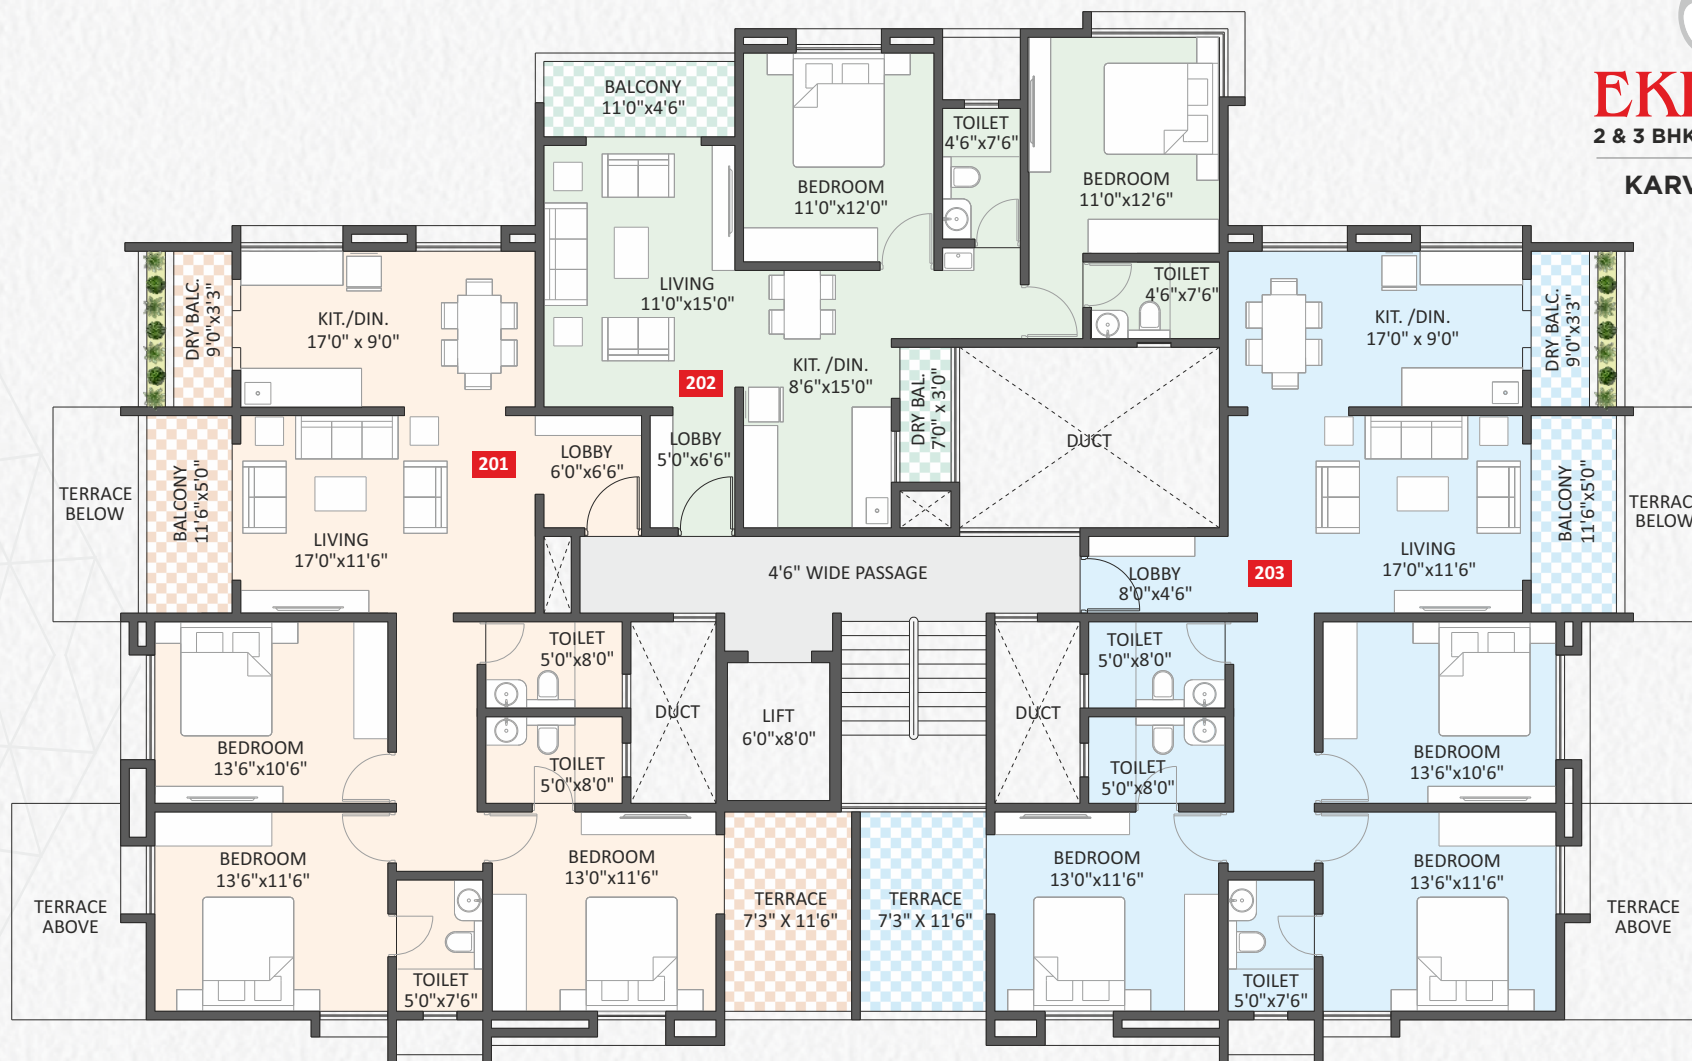 EK
2 & 3 BHK
KARV
BALCONY
11'0"x4'6"
BEDROOM
11'0"x12'0"
TOILET
4'6"x7'6"
BEDROOM
11'0"x12'6"
LIVING
11'0"x15'0"
TOILET
4'6"x7'6"
DRY BALC.
9'0"x3'3"
KIT./DIN.
17'0" x 9'0"
202
KIT. /DIN.
8'6"x15'0"
DRY BAL.
7'0" x 3'0"
DUCT
KIT. /DIN.
17'0" x 9'0"
DRY BALC.
9'0"x3'3"
TERRACE
BELOW
BALCONY
11'6"x5'0"
201
LOBBY
6'0"x6'6"
LOBBY
5'0"x6'6"
LIVING
17'0"x11'6"
4'6" WIDE PASSAGE
LOBBY
8'0"x4'6"
203
LIVING
17'0"x11'6"
BALCONY
11'6"x5'0"
TERRAC
BELOW
BEDROOM
13'6"x10'6"
TOILET
5'0"x8'0"
TOILET
5'0"x8'0"
DUCT
LIFT
6'0"x8'0"
DUCT
TOILET
5'0"x8'0"
TOILET
5'0"x8'0"
BEDROOM
13'6"x10'6"
TERRACE
ABOVE
BEDROOM
13'6"x11'6"
TOILET
5'0"x7'6"
BEDROOM
13'0"x11'6"
TERRACE
7'3" X 11'6"
TERRACE
7'3" X 11'6"
BEDROOM
13'0"x11'6"
TOILET
5'0"x7'6"
BEDROOM
13'6"x11'6"
TERRACE
ABOVE